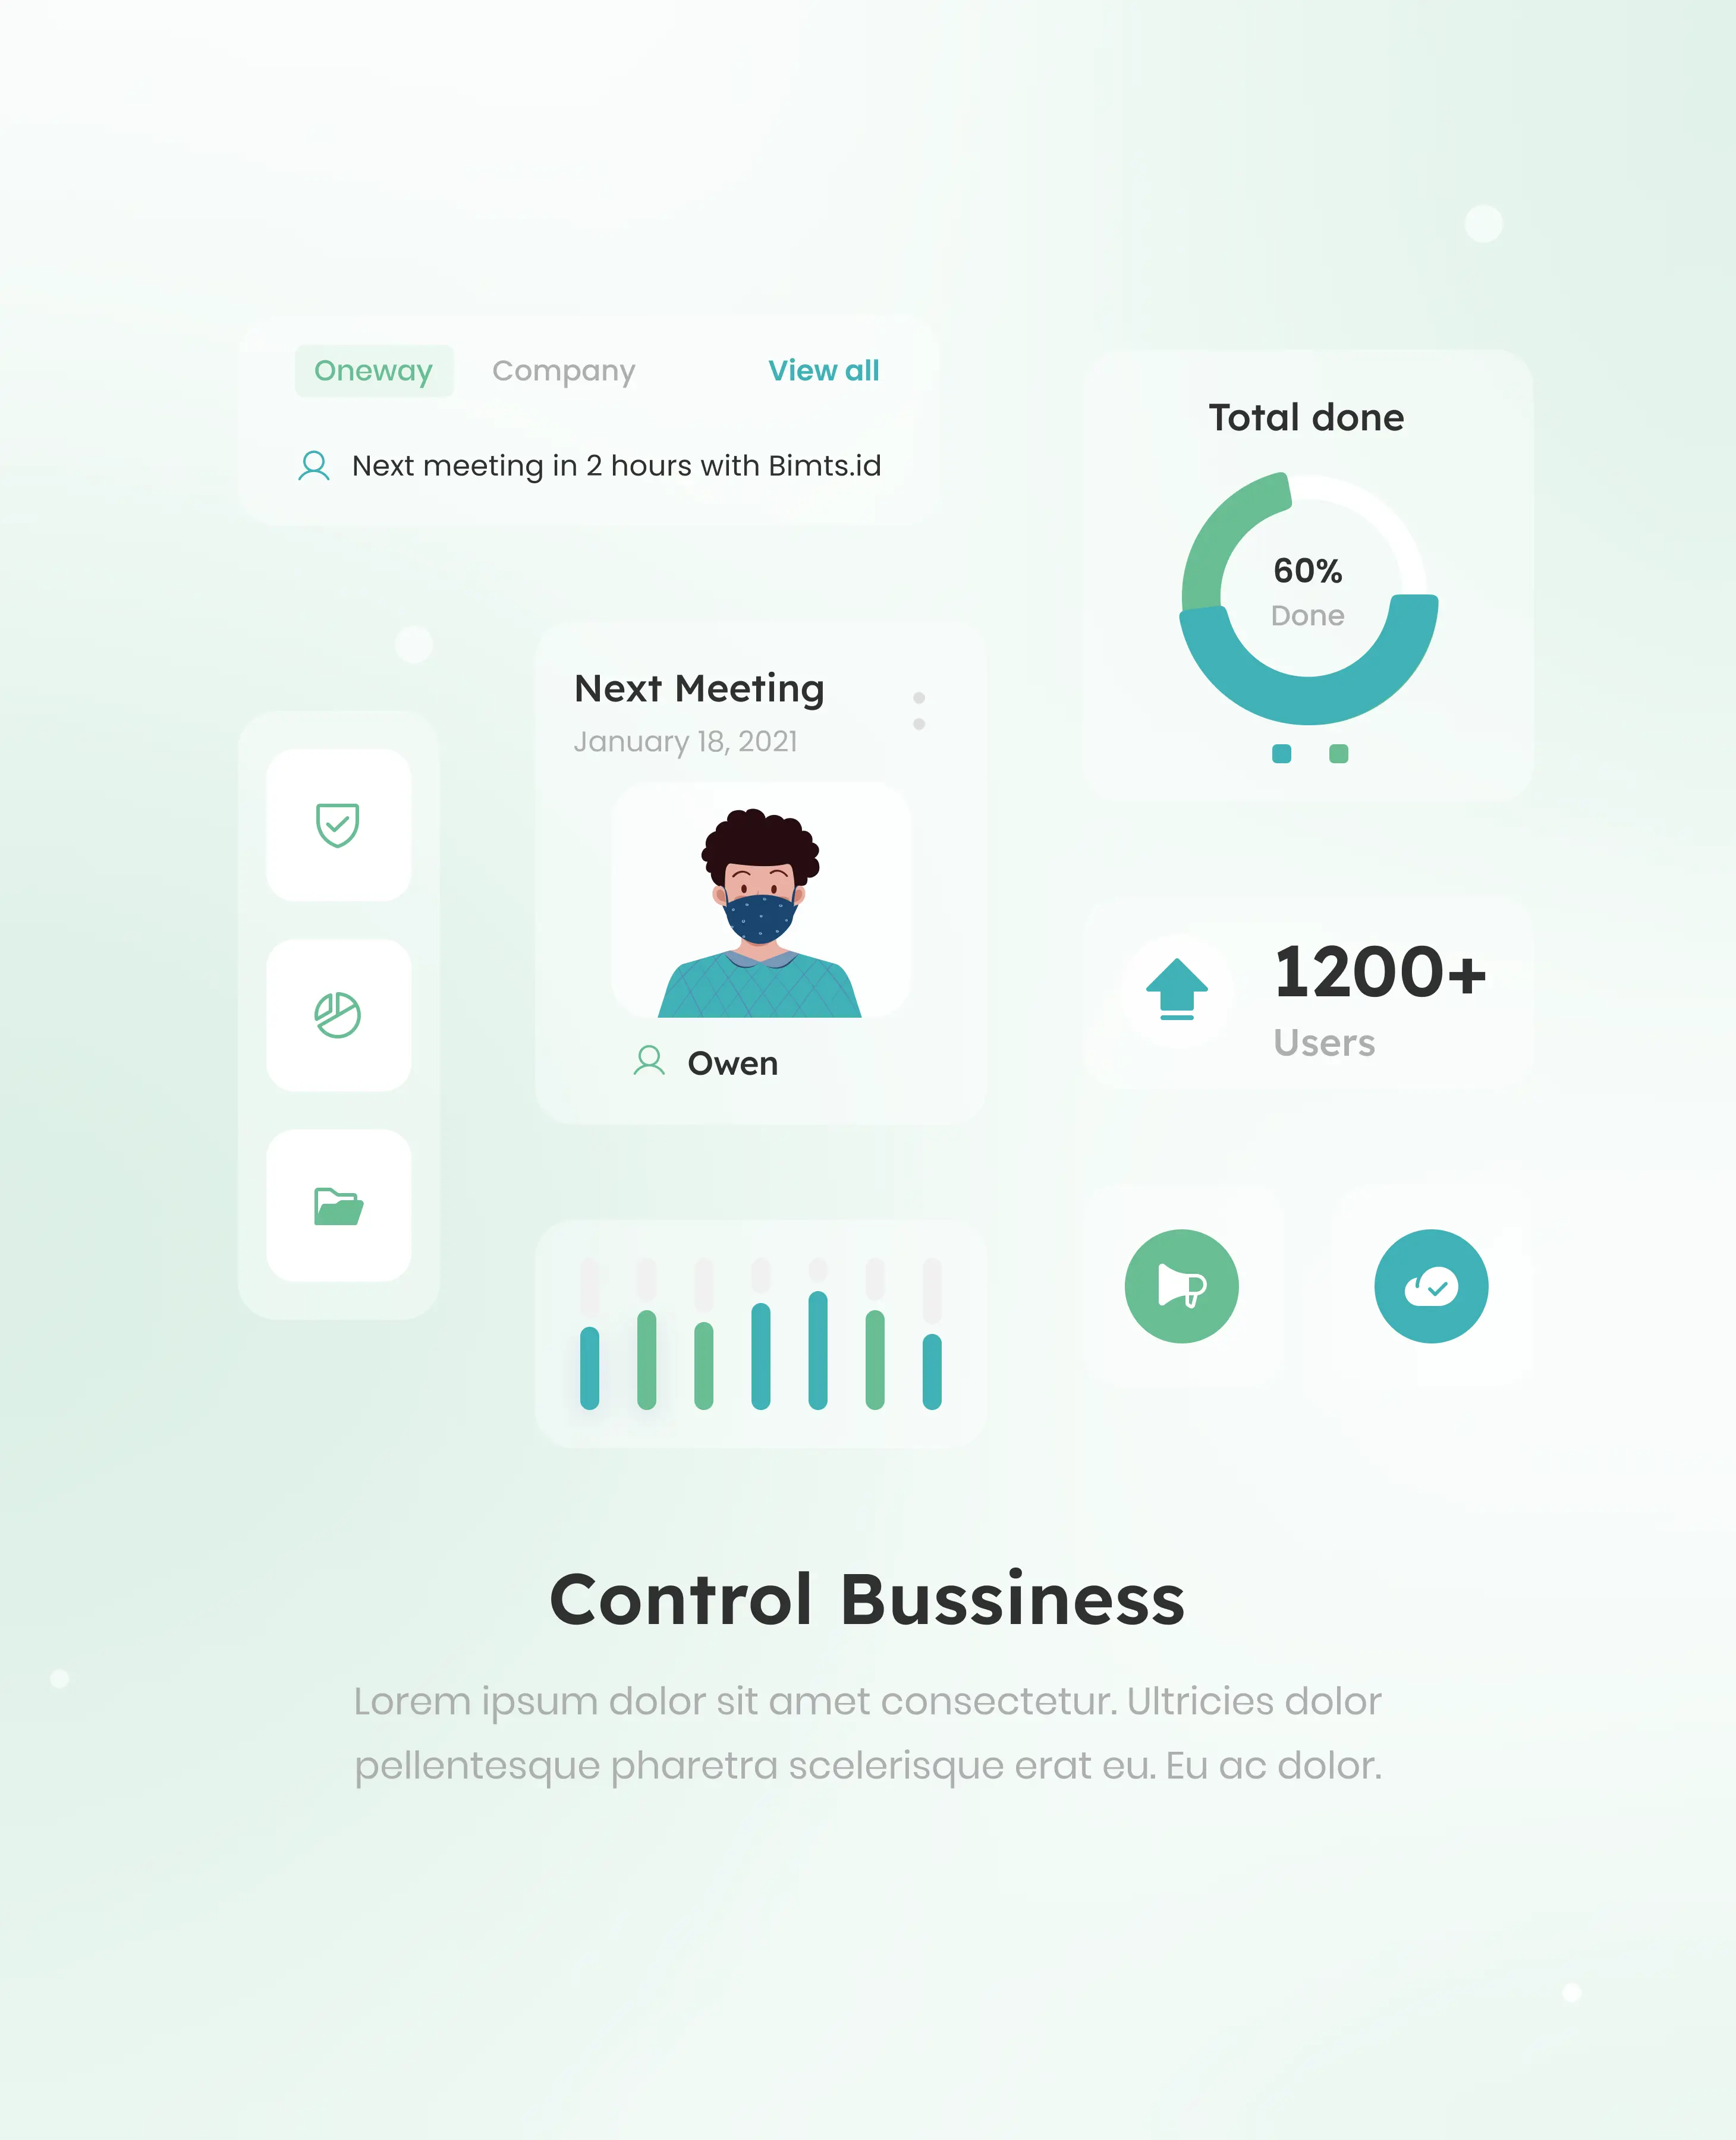 Oneway Company View all
Next meeting in 2 hours with Bimts.id
Total done
60%
Done
Next Meeting
January 18, 2021
Owen
1200+
Users
Control Bussiness
Lorem ipsum dolor sit amet consectetur. Ultricies dolor
pellentesque pharetra scelerisque erat eu. Eu ac dolor.